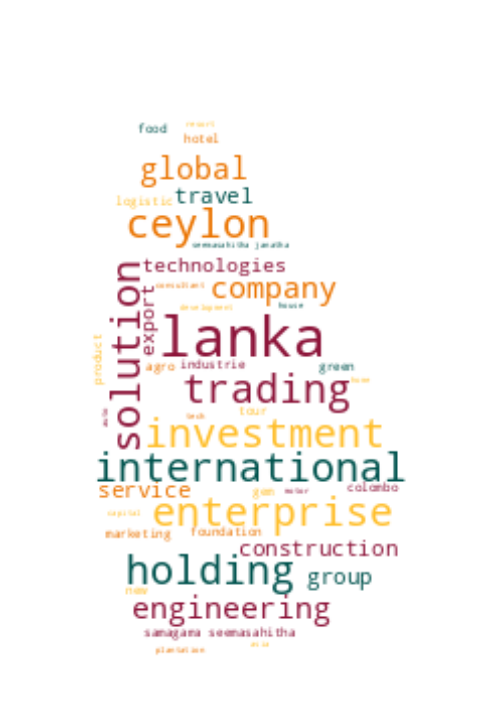 food
resort
hotel
global
travel
logistic
ceylon
seemasahitha janatha
technologies
solution
export
consultant
company
development
house
lanka
product
agro
industrie
green
trading
tour
tech
investment
international
service
gem
motor
colombo
capital
enterprise
marketing
foundation
construction
holding
group
new
engineering
samagama seemasahitha
plantation